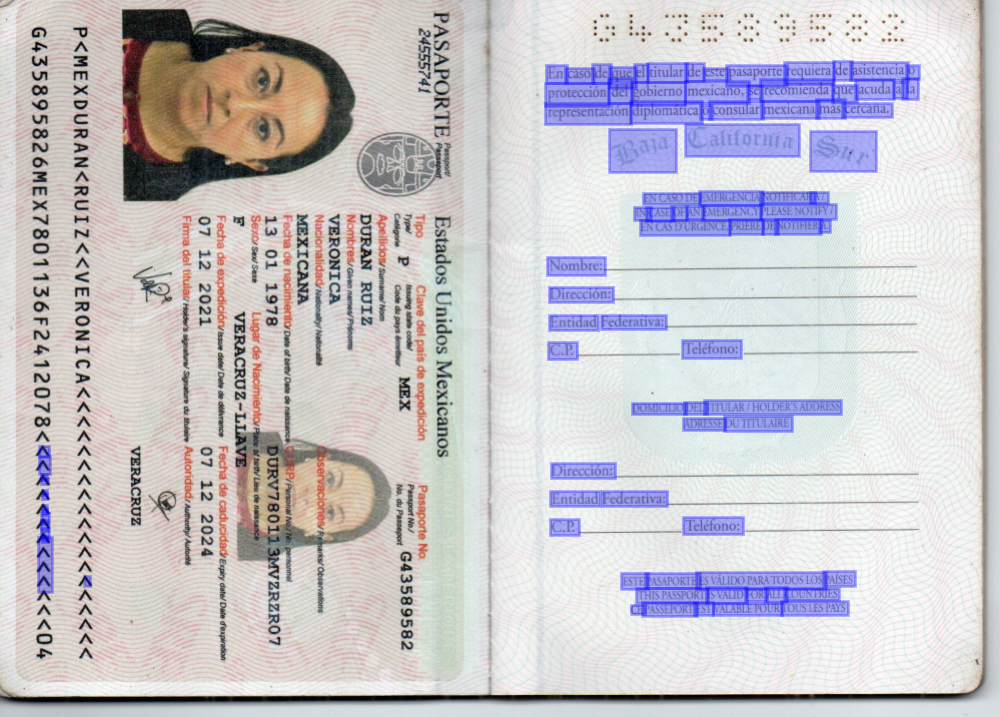 PASAPORTE Passport/ Passeport
24555741
Estados Unidos Mexicanos
Tipo Clave del país de expedición Pasaporte No.
Type/ Issuing state code/ Passport No./
Catégorie Code du pays émetteur No. du Passeport
P MEX G43589582
Apellidos/Surname/Nom
DURAN RUIZ
Nombres/Given names/Prénoms
VERONICA
Nacionalidad/Nationality/Nationalité Observaciones/Remarks/Observations
MEXICANA
Fecha de nacimiento/Date of birth/Date de naissance CURP/Personal No./No. personnel
13 01 1978 DURV780113MVZRZR07
Sexo/Sex/Sexe Lugar de Nacimiento/Place of birth/Lieu de naissance
F VERACRUZ-LLAVE
Fecha de expedición/Issue date/Date de délivrance Fecha de caducidad/Expiry date/Date d'expiration
07 12 2021 07 12 2024
Firma del titular/Holder's signature/Signature du titulaire Autoridad/Authority/Autorité
VERACRUZ
P<MEXDURAN<RUIZ<<VERONICA<<<<<<<<<<<<<<<<<<<
G435895826MEX7801136F2412078<<<<<<<<<<<<<<04
G43589582
En caso de que el titular de este pasaporte requiera de asistencia o
protección del gobierno mexicano, se recomienda que acuda a la
representación diplomática o consular mexicana más cercana.
Baja California Sur
EN CASO DE EMERGENCIA NOTIFICAR A/
IN CASE OF AN EMERGENCY PLEASE NOTIFY/
EN CAS D'URGENCE, PRIÈRE DE NOTIFIER À:
Nombre:
Dirección:
Entidad Federativa:
C.P. Teléfono:
DOMICILIO DEL TITULAR / HOLDER'S ADDRESS
ADRESSE DU TITULAIRE
Dirección:
Entidad Federativa:
C.P. Teléfono:
ESTE PASAPORTE ES VÁLIDO PARA TODOS LOS PAÍSES
THIS PASSPORT IS VALID FOR ALL COUNTRIES
CE PASSEPORT EST VALABLE POUR TOUS LES PAYS